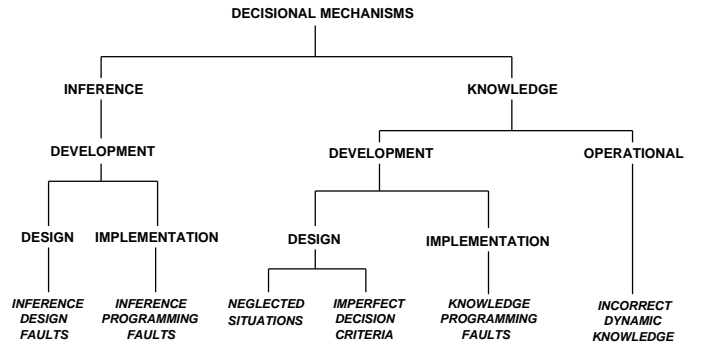 DECISIONAL MECHANISMS
INFERENCE
KNOWLEDGE
DEVELOPMENT
DEVELOPMENT
OPERATIONAL
DESIGN
IMPLEMENTATION
DESIGN
IMPLEMENTATION
INFERENCE
DESIGN
FAULTS
INFERENCE
PROGRAMMING
FAULTS
NEGLECTED
SITUATIONS
IMPERFECT
DECISION
CRITERIA
KNOWLEDGE
PROGRAMMING
FAULTS
INCORRECT
DYNAMIC
KNOWLEDGE